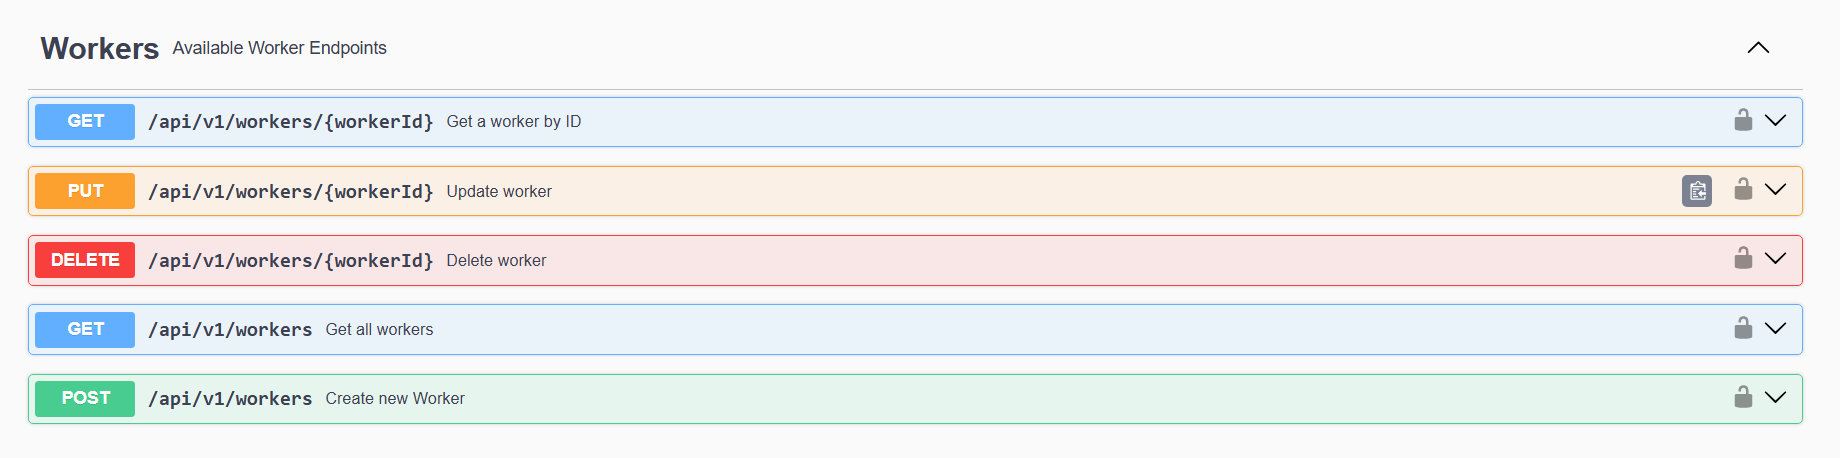 Workers Available Worker Endpoints
GET /api/v1/workers/{workerId} Get a worker by ID
PUT /api/v1/workers/{workerId} Update worker
DELETE /api/v1/workers/{workerId} Delete worker
GET /api/v1/workers Get all workers
POST /api/v1/workers Create new Worker